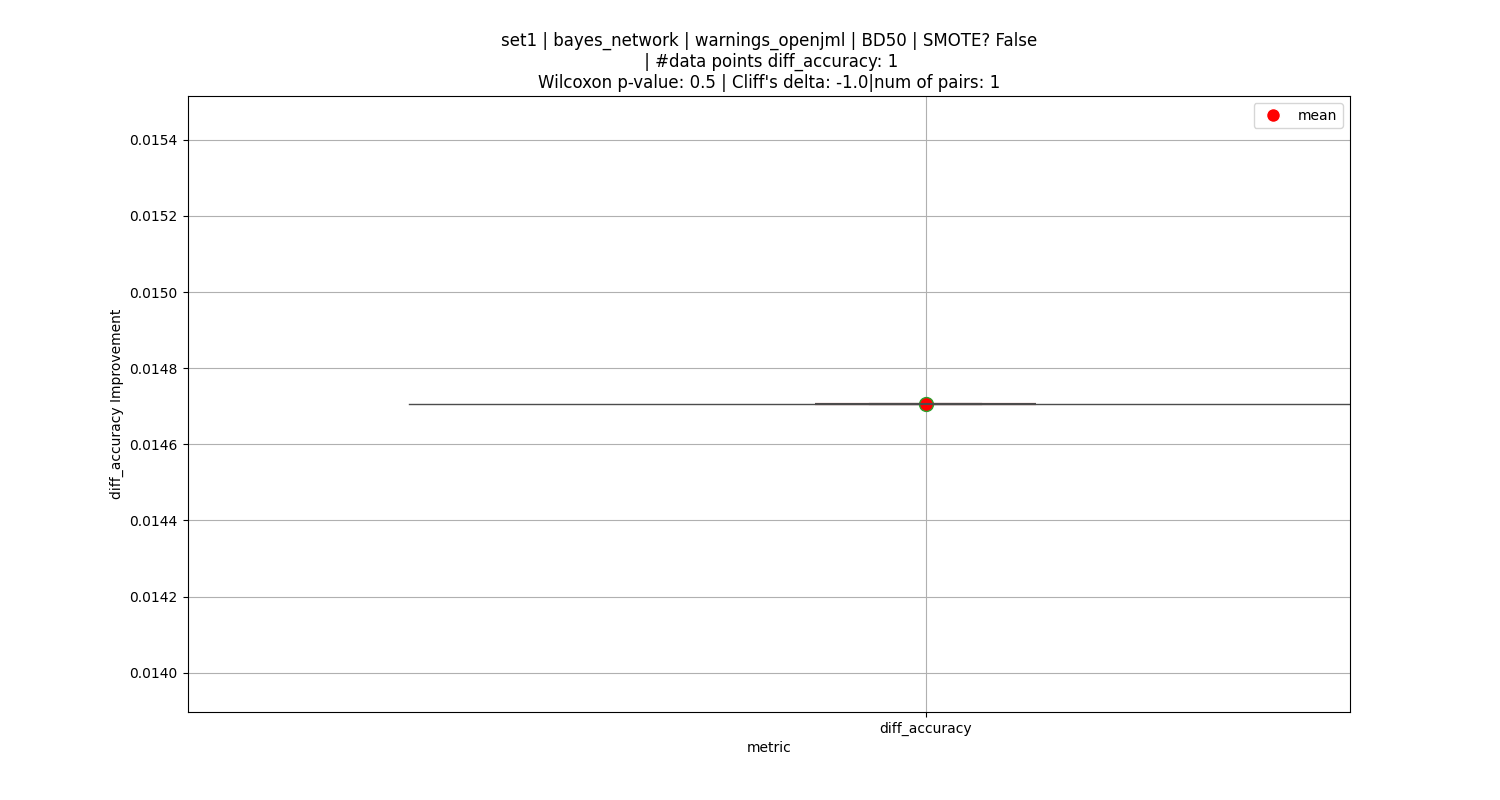 set1 | bayes_network | warnings_openjml | BD50 | SMOTE? False
| #data points diff_accuracy: 1
Wilcoxon p-value: 0.5 | Cliff's delta: -1.0|num of pairs: 1
mean
0.0154
0.0152
0.0150
0.0148
0.0146
0.0144
0.0142
0.0140
diff_accuracy Improvement
diff_accuracy
metric